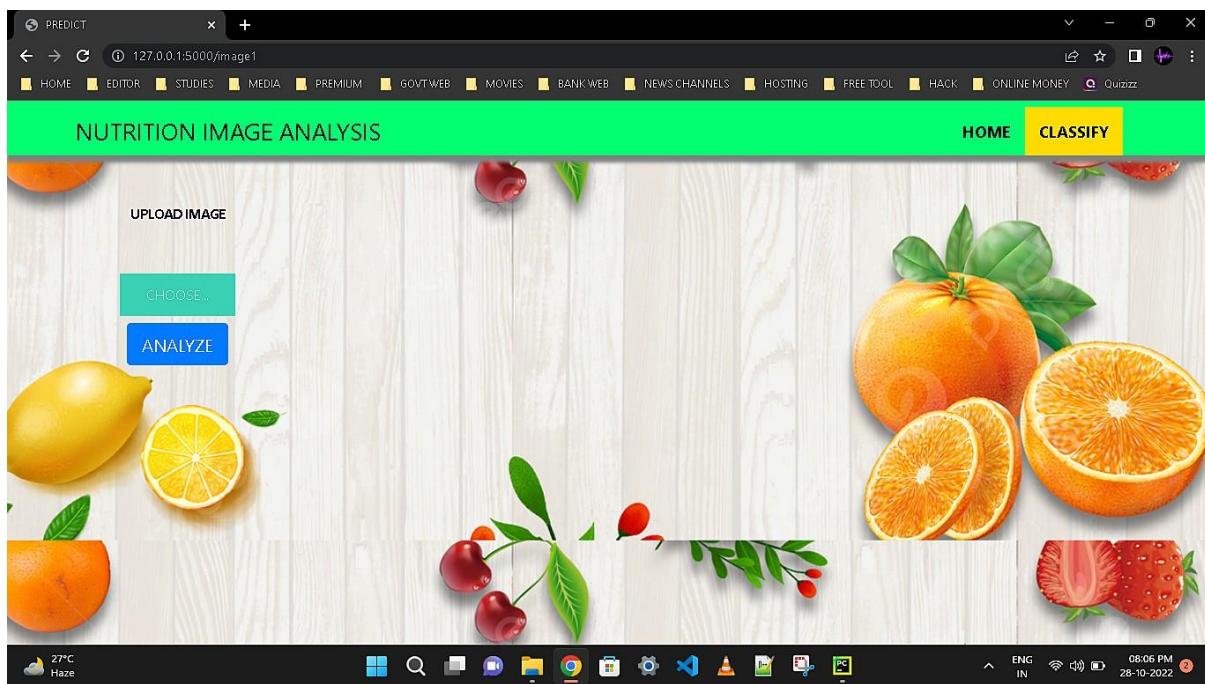 PREDICT
127.0.0.1:5000/image1
HOME EDITOR STUDIES MEDIA PREMIUM GOVT WEB MOVIES BANK WEB NEWS CHANNELS HOSTING FREE TOOL HACK ONLINE MONEY Quizizz
NUTRITION IMAGE ANALYSIS HOME CLASSIFY
UPLOAD IMAGE
CHOOSE...
ANALYZE
27°C
Haze
ENG
IN
08:06 PM
28-10-2022
2